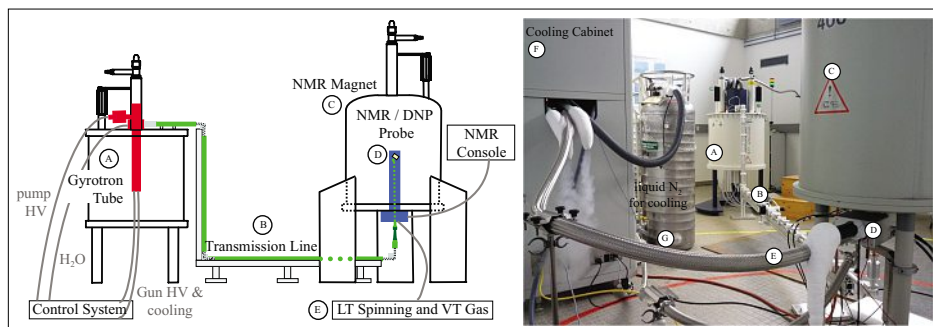 NMR Magnet
C
NMR / DNP
Probe
D
NMR
Console
A
Gyrotron
Tube
pump
HV
H₂O
B
Transmission Line
Control System
Gun HV &
cooling
E
LT Spinning and VT Gas
Cooling Cabinet
F
400
C
A
liquid N₂
for cooling
B
G
D
E